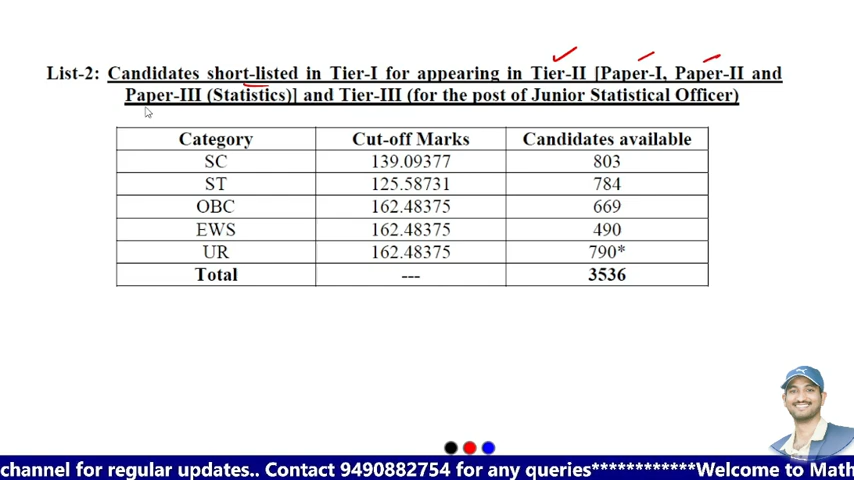 List-2: Candidates short-listed in Tier-I for appearing in Tier-II [Paper-I, Paper-II and
Paper-III (Statistics)] and Tier-III (for the post of Junior Statistical Officer)
Category Cut-off Marks Candidates available
SC 139.09377 803
ST 125.58731 784
OBC 162.48375 669
EWS 162.48375 490
UR 162.48375 790*
Total --- 3536
channel for regular updates.. Contact 9490882754 for any queries************Welcome to Math